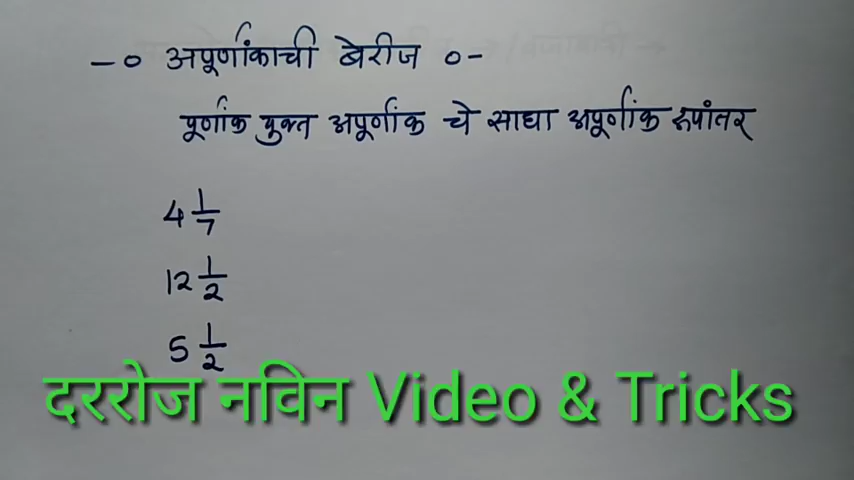 -० अपूर्णांकाची बेरीज ०-
पूर्णांक युक्त अपूर्णांक चे साधा अपूर्णांक रुपांतर
4 1/7
12 1/2
5 1/2
दररोज नविन Video & Tricks